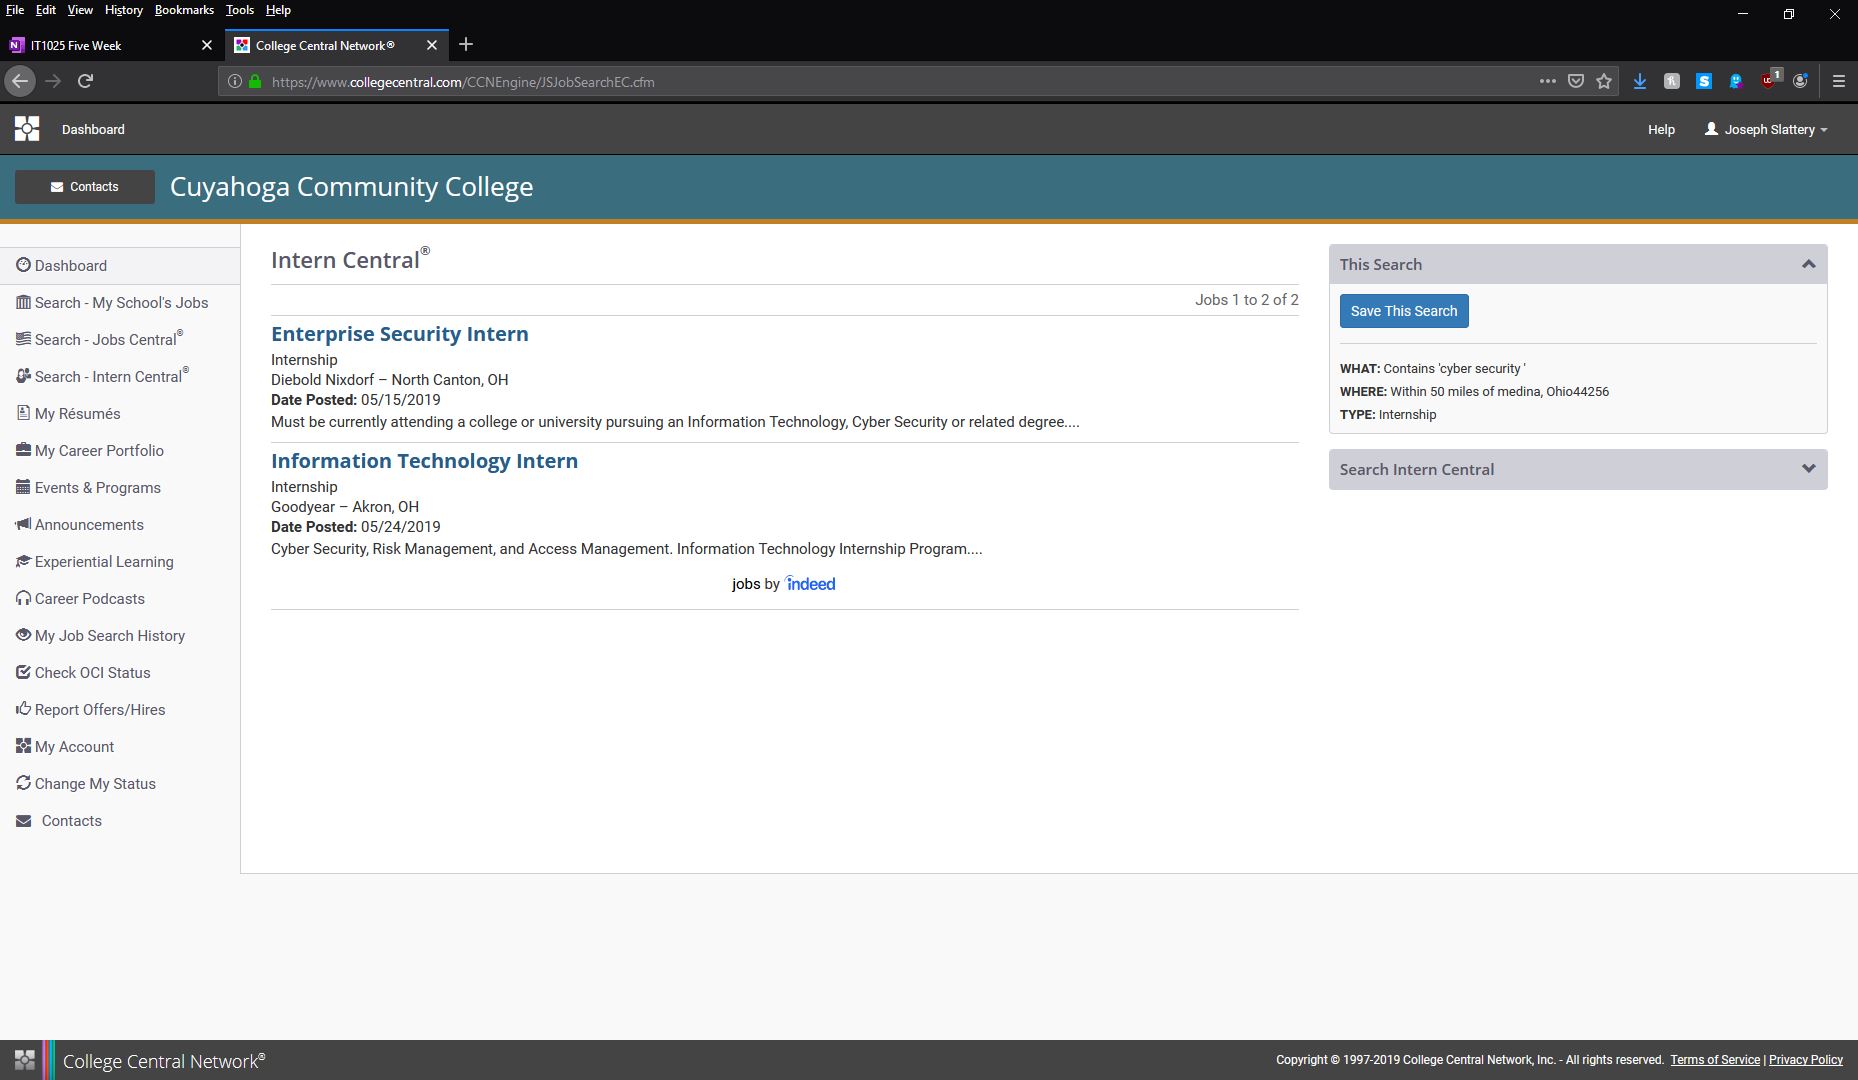 File Edit View History Bookmarks Tools Help
IT1025 Five Week
College Central Network®
https://www.collegecentral.com/CCNEngine/JSJobSearchEC.cfm
1
Dashboard
Help
Joseph Slattery
Contacts
Cuyahoga Community College
Dashboard
Search - My School's Jobs
Search - Jobs Central®
Search - Intern Central®
My Résumés
My Career Portfolio
Events & Programs
Announcements
Experiential Learning
Career Podcasts
My Job Search History
Check OCI Status
Report Offers/Hires
My Account
Change My Status
Contacts
Intern Central®
Jobs 1 to 2 of 2
Enterprise Security Intern
Internship
Diebold Nixdorf – North Canton, OH
Date Posted: 05/15/2019
Must be currently attending a college or university pursuing an Information Technology, Cyber Security or related degree....
Information Technology Intern
Internship
Goodyear – Akron, OH
Date Posted: 05/24/2019
Cyber Security, Risk Management, and Access Management. Information Technology Internship Program....
jobs by indeed
This Search
Save This Search
WHAT: Contains 'cyber security '
WHERE: Within 50 miles of medina, Ohio44256
TYPE: Internship
Search Intern Central
College Central Network®
Copyright © 1997-2019 College Central Network, Inc. - All rights reserved. Terms of Service | Privacy Policy